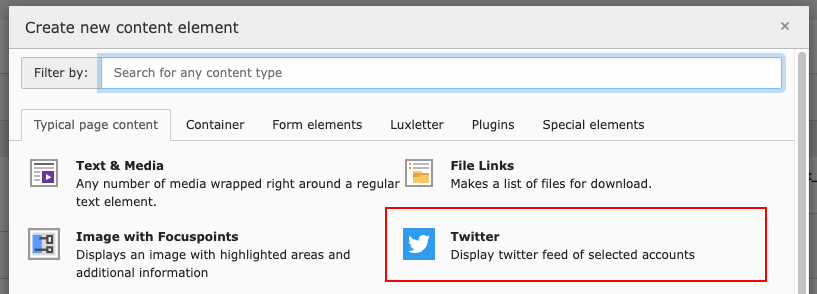 Create new content element ×
Filter by: Search for any content type
Typical page content Container Form elements Luxletter Plugins Special elements
Text & Media
Any number of media wrapped right around a regular
text element.
File Links
Makes a list of files for download.
Image with Focuspoints
Displays an image with highlighted areas and
additional information
Twitter
Display twitter feed of selected accounts